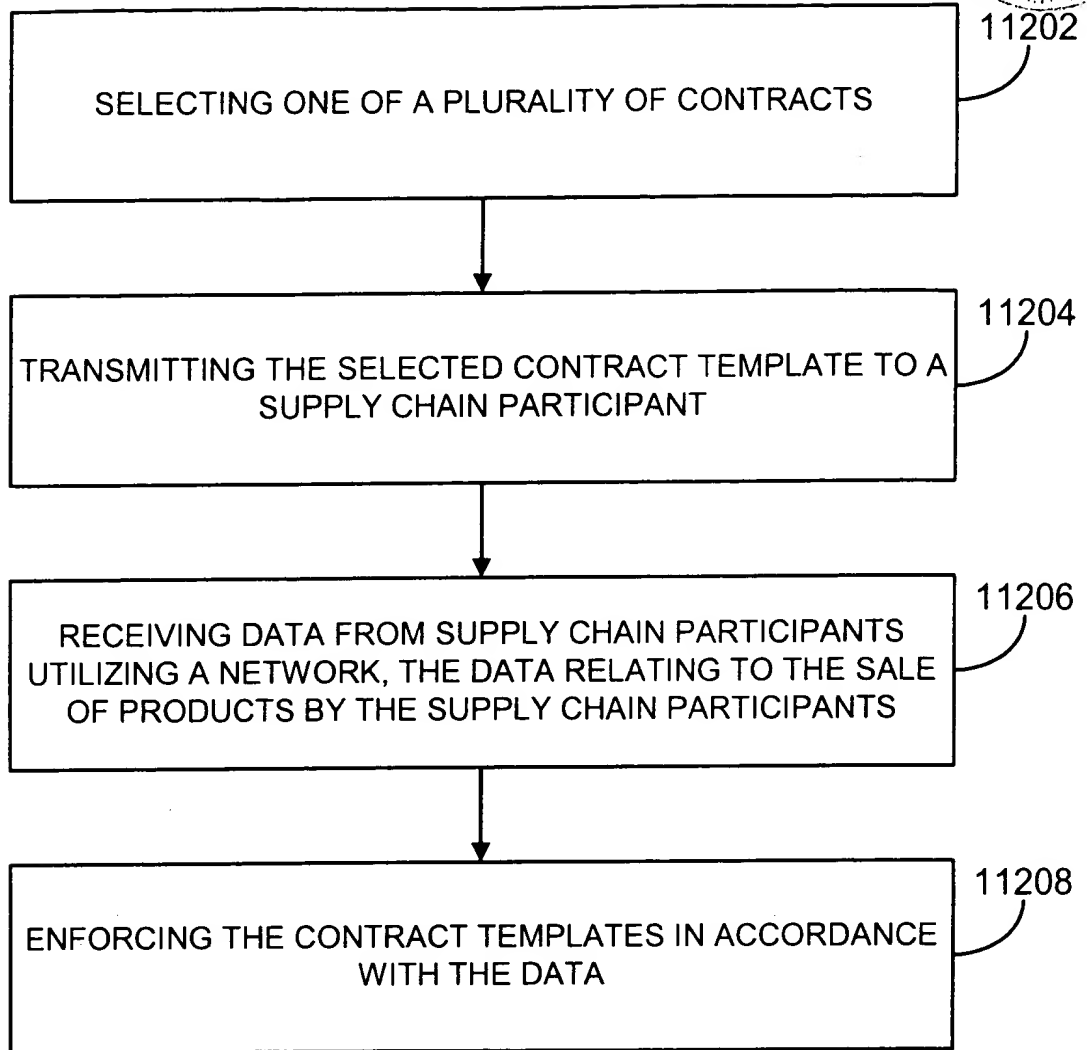 11202
SELECTING ONE OF A PLURALITY OF CONTRACTS
11204
TRANSMITTING THE SELECTED CONTRACT TEMPLATE TO A
SUPPLY CHAIN PARTICIPANT
11206
RECEIVING DATA FROM SUPPLY CHAIN PARTICIPANTS
UTILIZING A NETWORK, THE DATA RELATING TO THE SALE
OF PRODUCTS BY THE SUPPLY CHAIN PARTICIPANTS
11208
ENFORCING THE CONTRACT TEMPLATES IN ACCORDANCE
WITH THE DATA